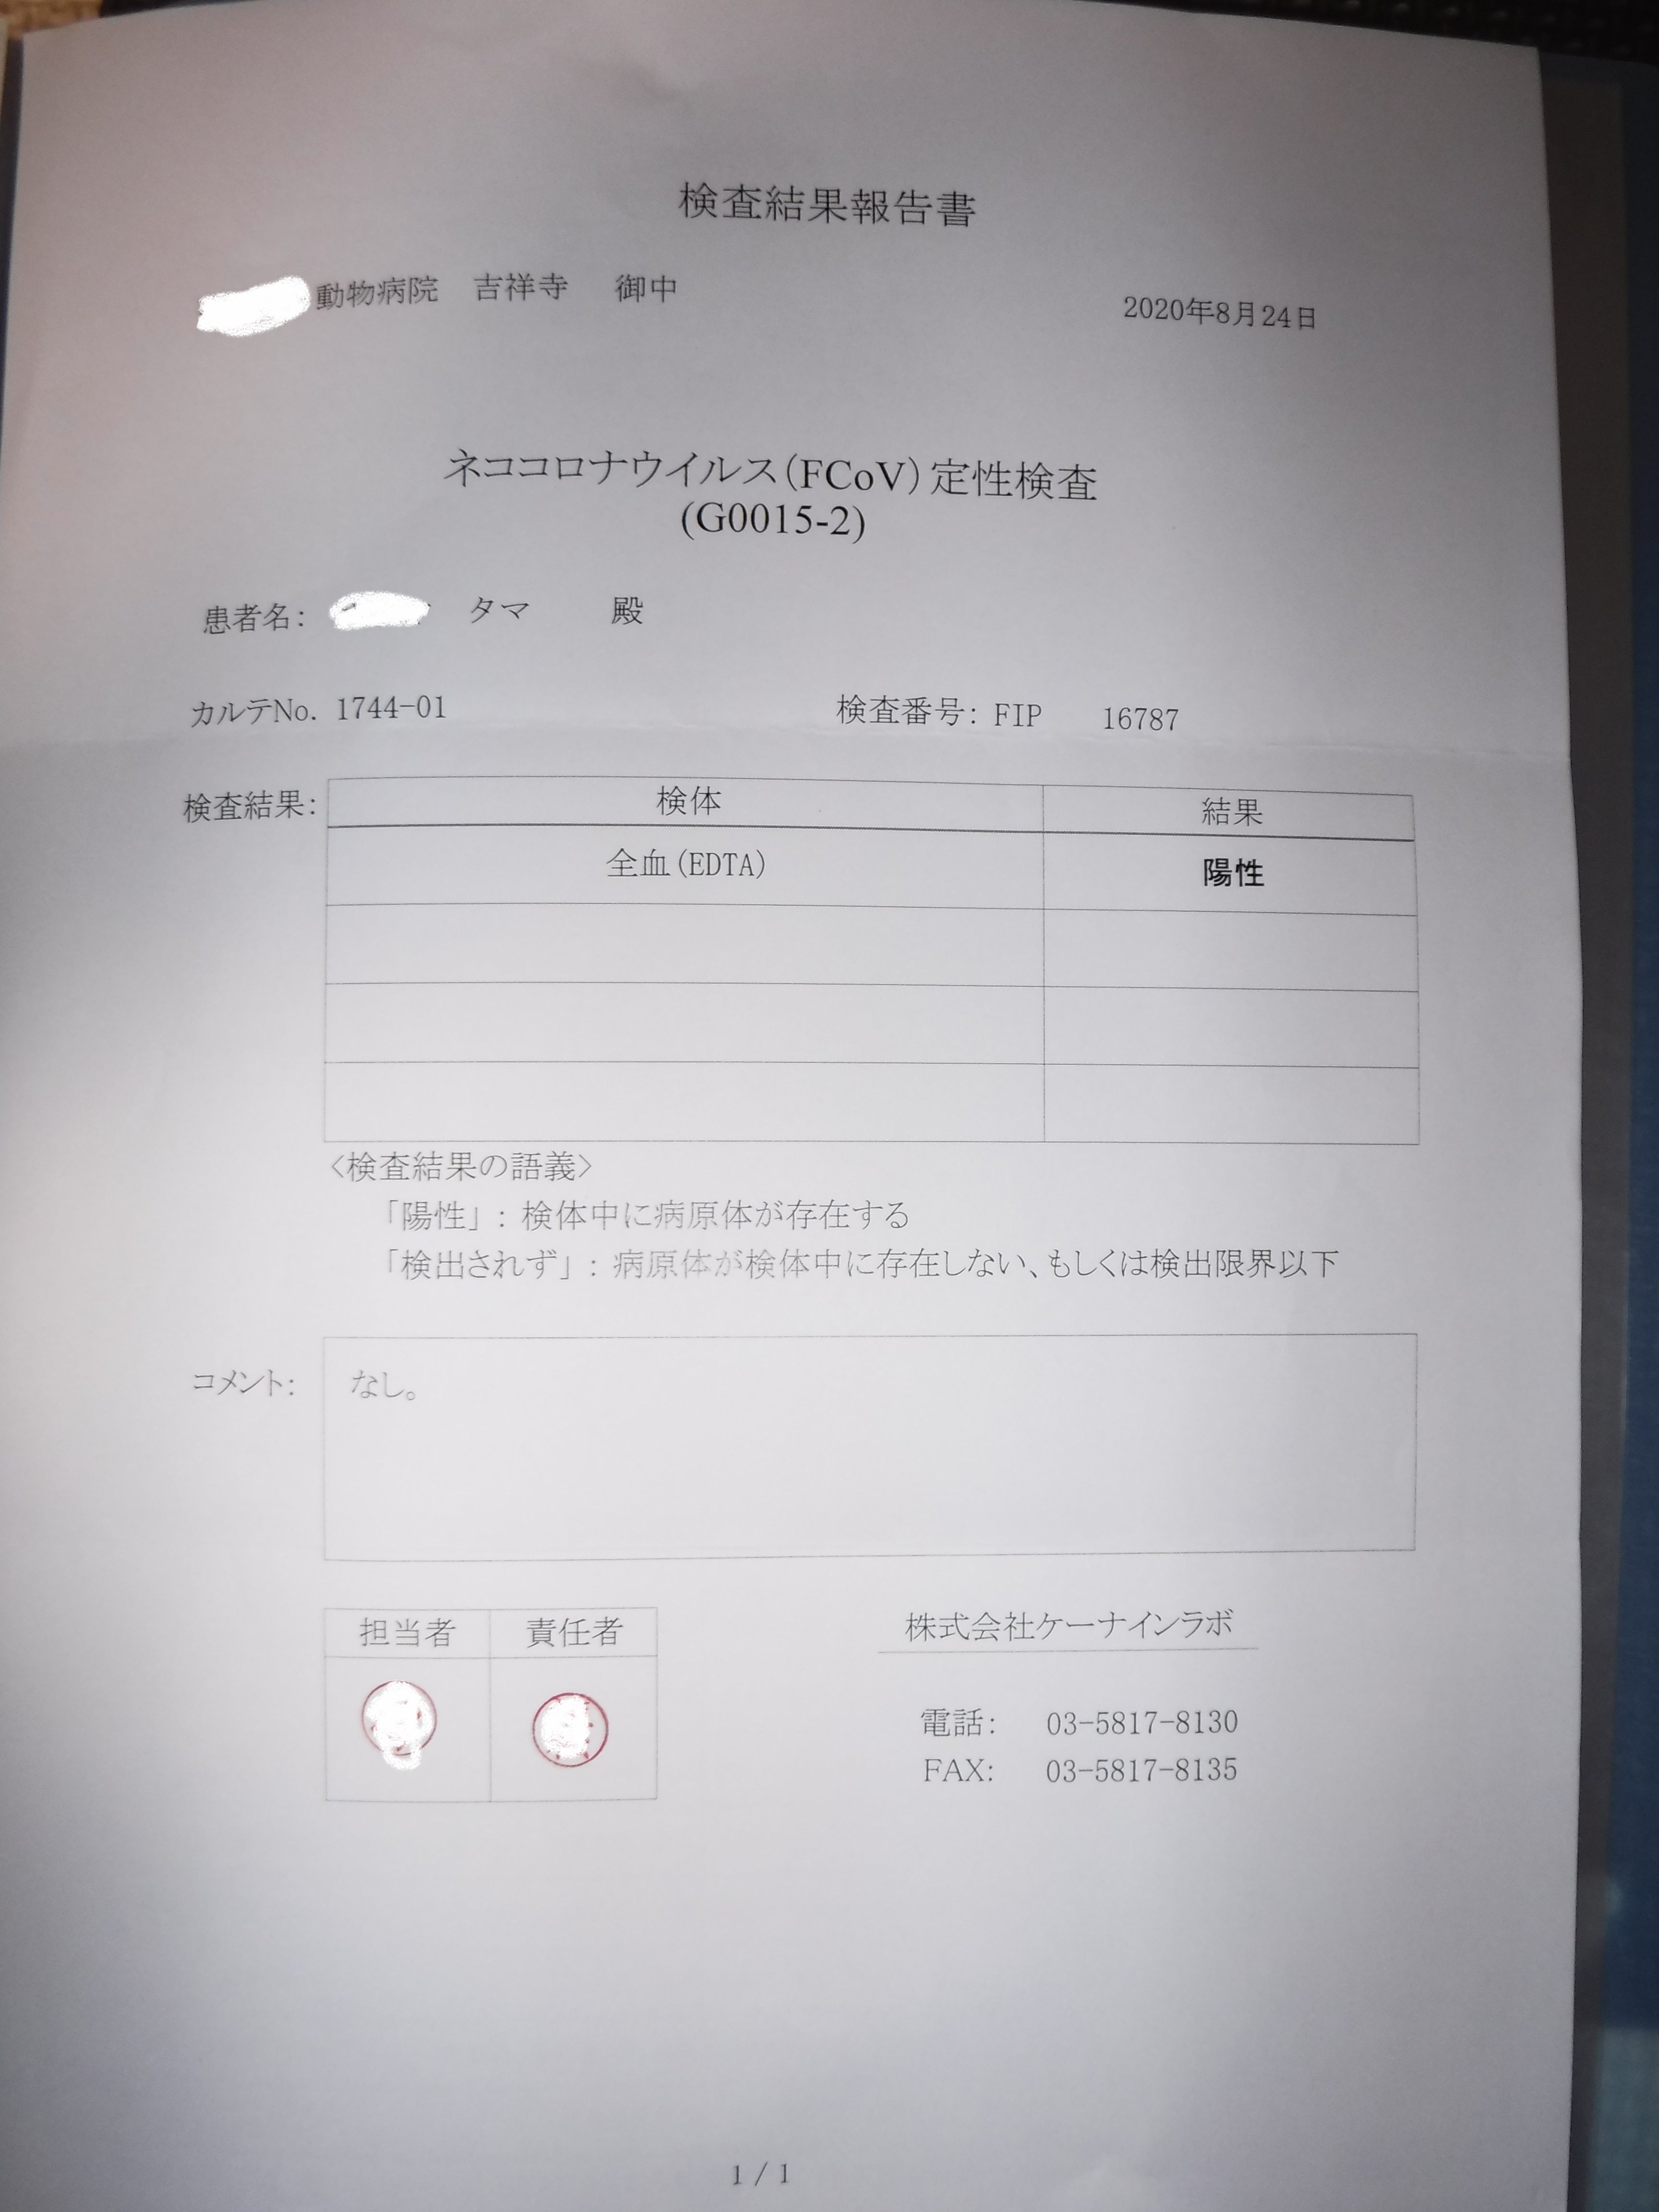 検査結果報告書
動物病院 吉祥寺 御中
2020年8月24日
ネココロナウイルス(FCoV)定性検査
(G0015-2)
患者名: タマ 殿
カルテNo. 1744-01 検査番号: FIP 16787
検査結果: 検体 結果
全血(EDTA) 陽性
<検査結果の語義>
「陽性」: 検体中に病原体が存在する
「検出されず」: 病原体が検体中に存在しない、もしくは検出限界以下
コメント: なし。
担当者 責任者
株式会社ケーナインラボ
電話: 03-5817-8130
FAX: 03-5817-8135
1 / 1